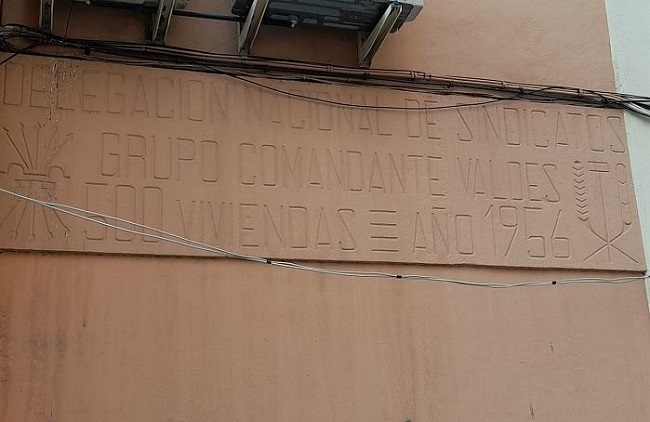 DELEGACION NACIONAL DE SINDICATOS
GRUPO COMANDANTE VALDES
500 VIVIENDAS = AÑO 1956